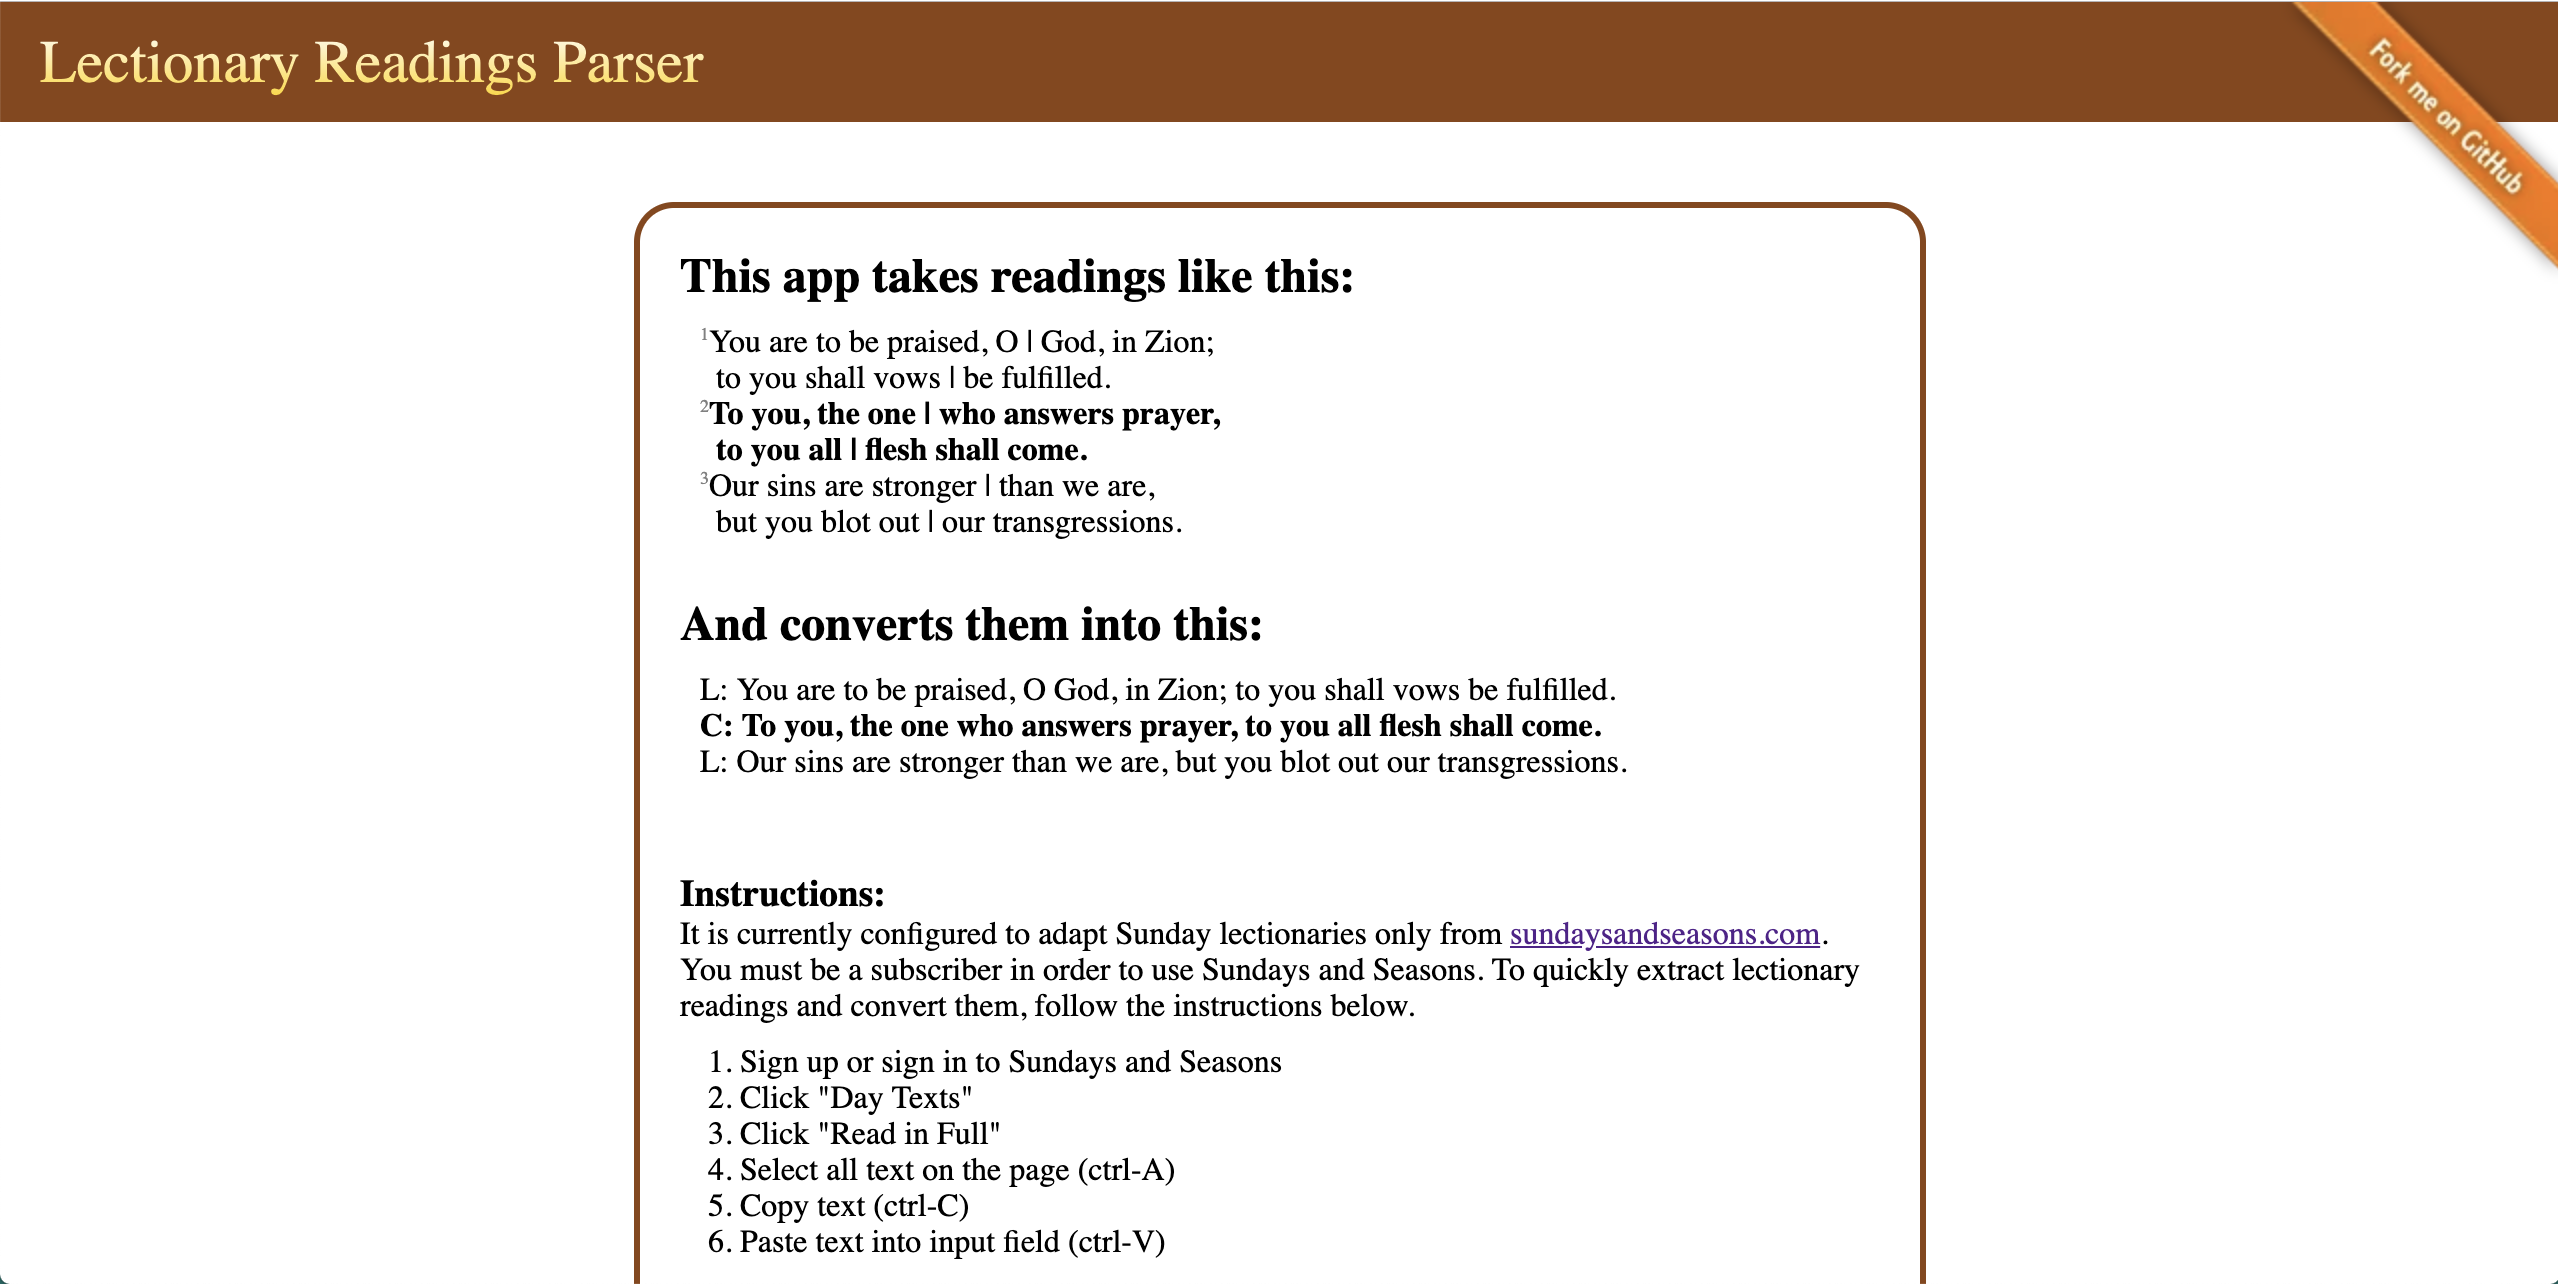 Lectionary Readings Parser
Fork me on GitHub
This app takes readings like this:
1You are to be praised, O | God, in Zion;
to you shall vows | be fulfilled.
2To you, the one | who answers prayer,
to you all | flesh shall come.
3Our sins are stronger | than we are,
but you blot out | our transgressions.
And converts them into this:
L: You are to be praised, O God, in Zion; to you shall vows be fulfilled.
C: To you, the one who answers prayer, to you all flesh shall come.
L: Our sins are stronger than we are, but you blot out our transgressions.
Instructions:
It is currently configured to adapt Sunday lectionaries only from sundaysandseasons.com.
You must be a subscriber in order to use Sundays and Seasons. To quickly extract lectionary
readings and convert them, follow the instructions below.
1. Sign up or sign in to Sundays and Seasons
2. Click "Day Texts"
3. Click "Read in Full"
4. Select all text on the page (ctrl-A)
5. Copy text (ctrl-C)
6. Paste text into input field (ctrl-V)